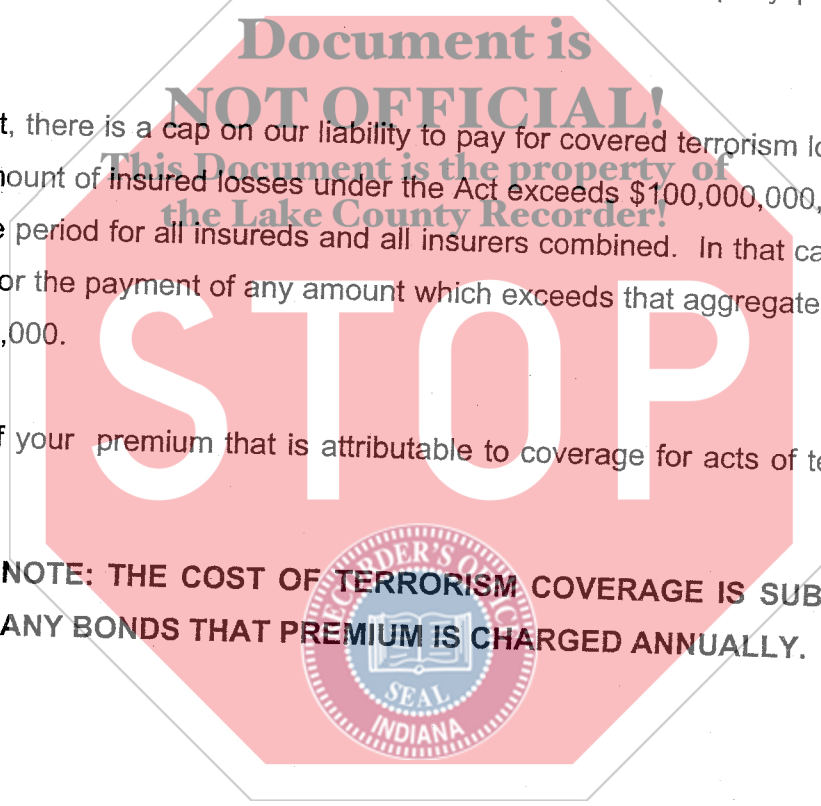 Document is
NOT OFFICIAL!
t, there is a cap on our liability to pay for covered terrorism lo
This Document is the property of
nount of insured losses under the Act exceeds $100,000,000,
the Lake County Recorder!
e period for all insureds and all insurers combined. In that ca
or the payment of any amount which exceeds that aggregate
,000.
STOP
f your premium that is attributable to coverage for acts of te
RECORDER'S OFFICE
NOTE: THE COST OF TERRORISM COVERAGE IS SUB
ANY BONDS THAT PREMIUM IS CHARGED ANNUALLY.
SEAL
INDIANA